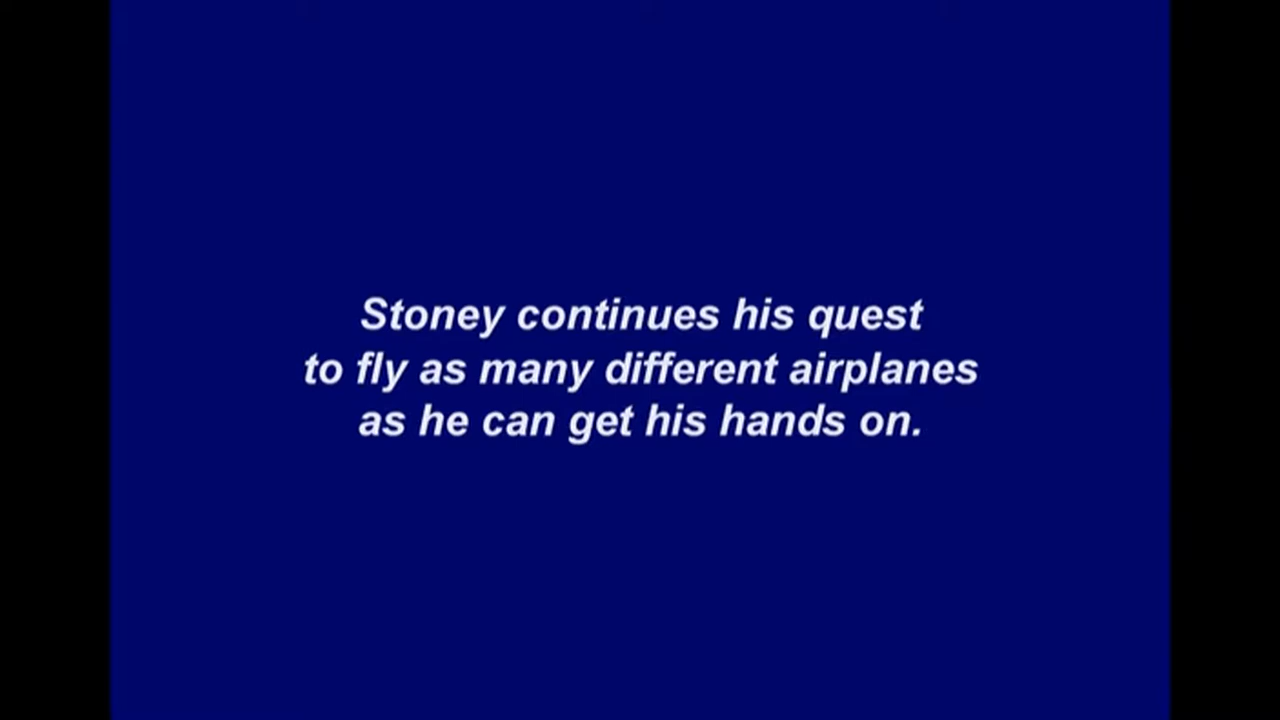 Stoney continues his quest
to fly as many different airplanes
as he can get his hands on.